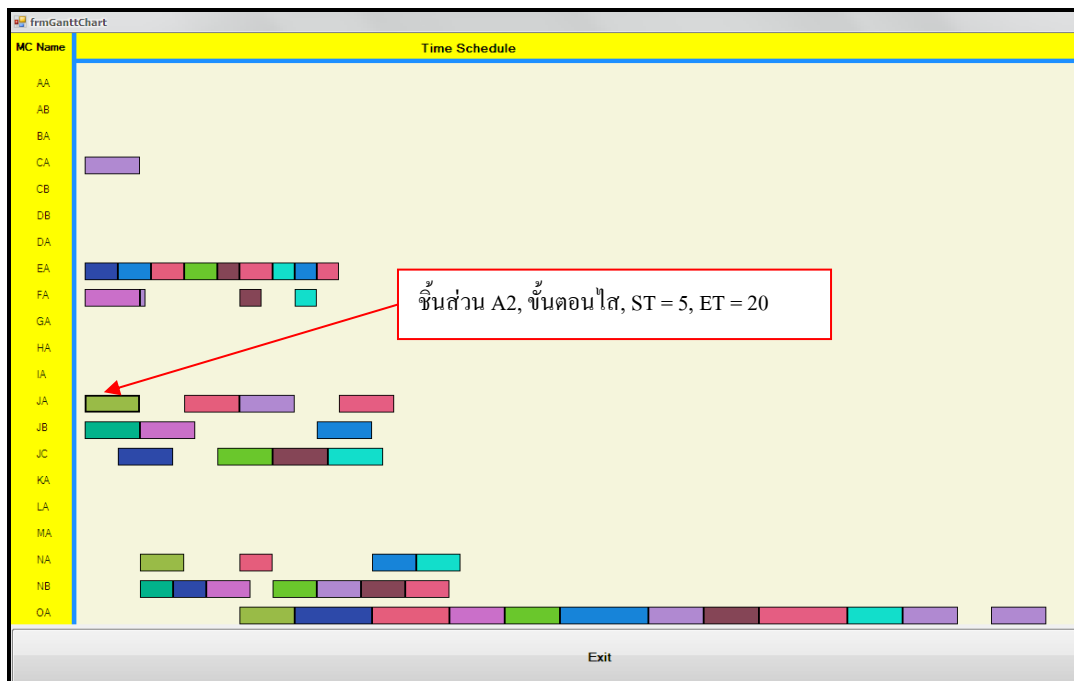 frmGanttChart
MC Name
Time Schedule
AA
AB
BA
CA
CB
DB
DA
EA
FA
GA
ชิ้นส่วน A2, ขั้นตอนไส, ST = 5, ET = 20
HA
IA
JA
JB
JC
KA
LA
MA
NA
NB
OA
Exit